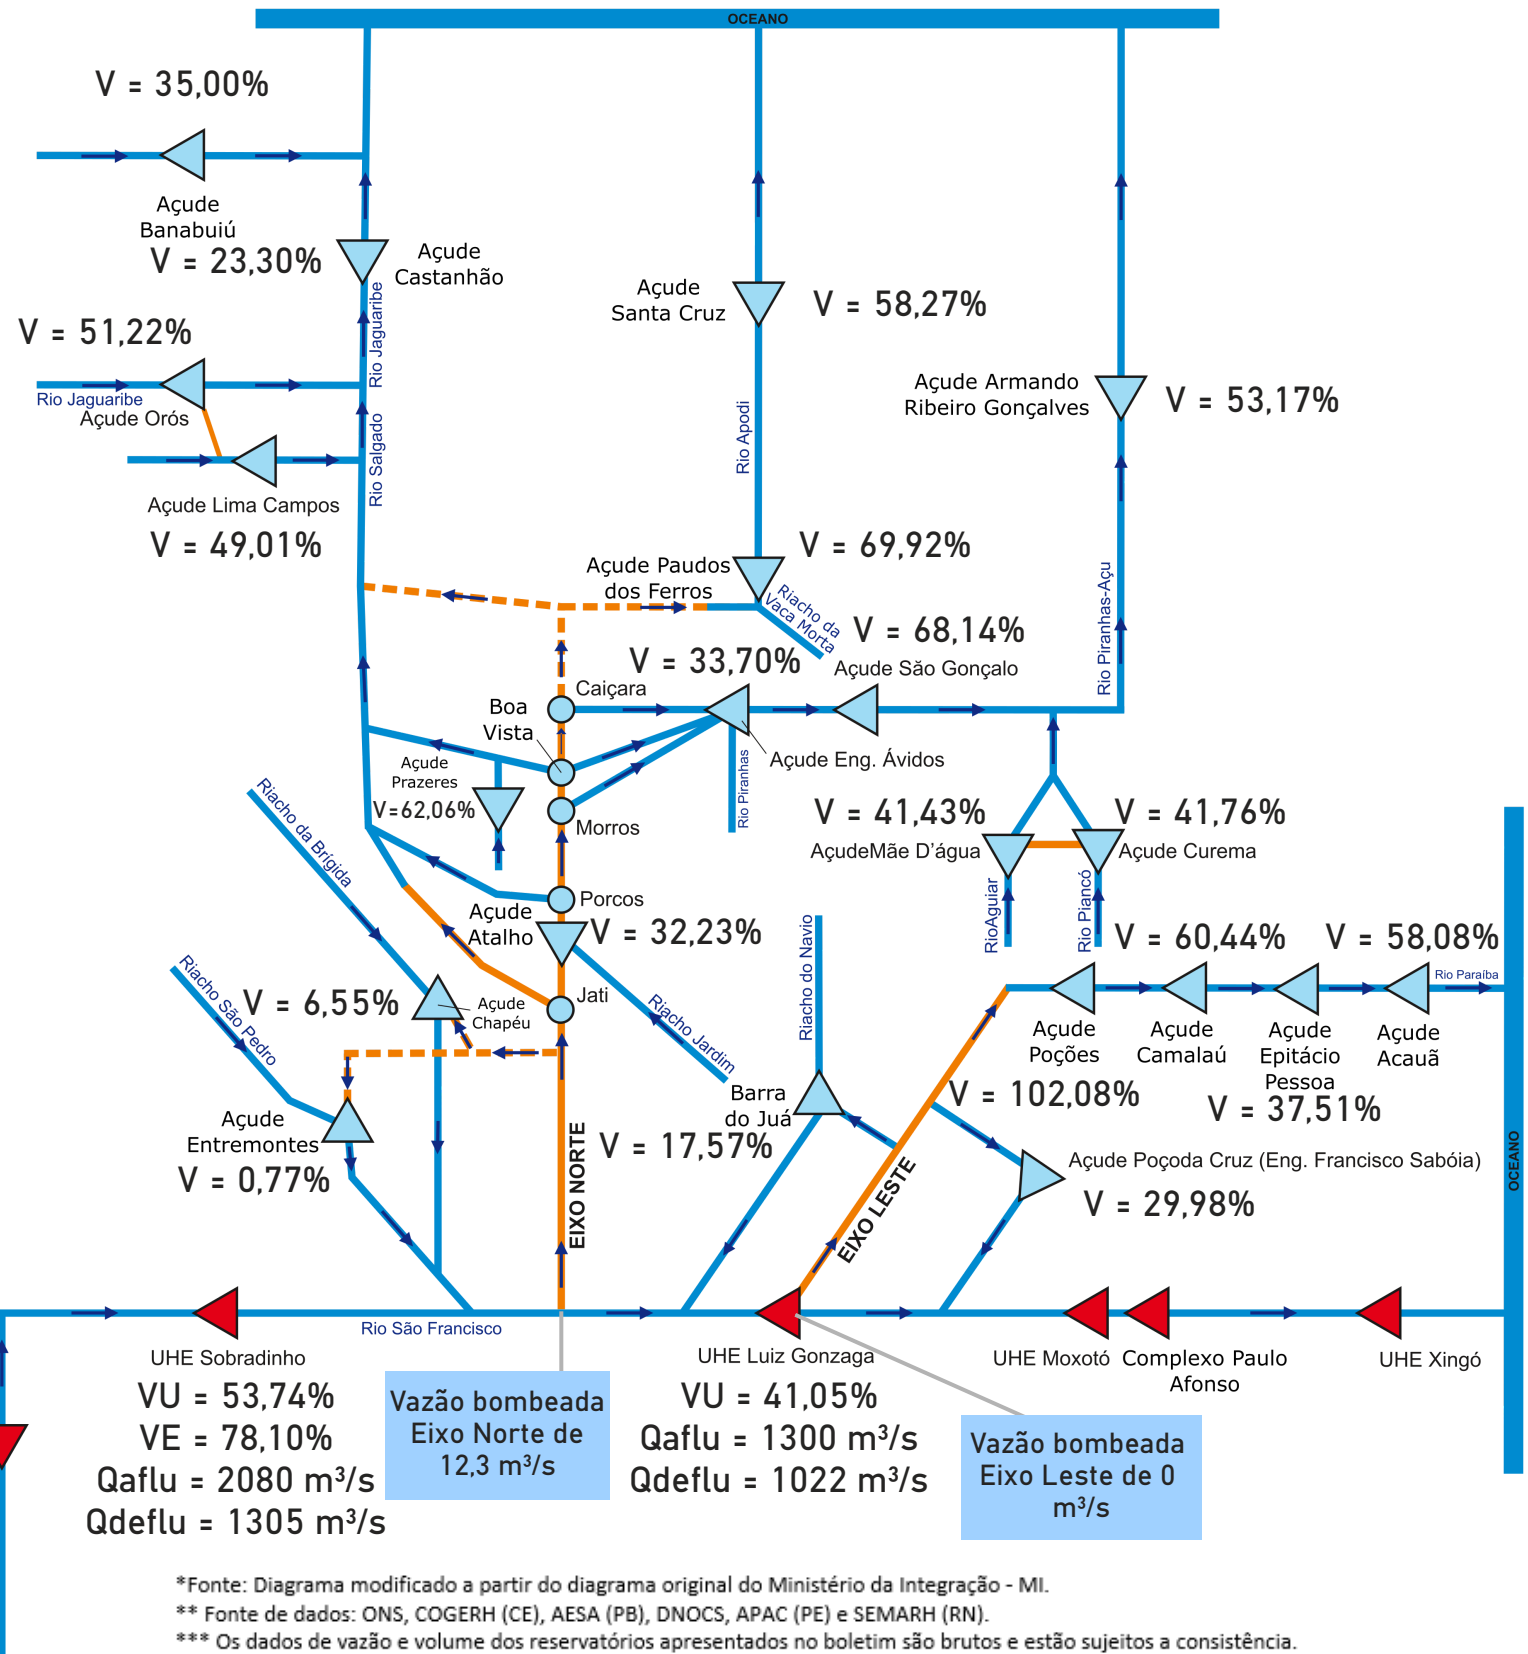 OCEANO
V = 35,00%
Açude
Banabuiú
V = 23,30%
Açude
Castanhão
Rio Jaguaribe
V = 51,22%
Rio Jaguaribe
Açude Orós
Rio Salgado
Açude Lima Campos
V = 49,01%
Açude
Santa Cruz
V = 58,27%
Açude Armando
Ribeiro Gonçalves
V = 53,17%
Rio Apodi
Açude Paudos
dos Ferros
V = 69,92%
Riacho da
Vaca Morta
V = 68,14%
Açude São Gonçalo
V = 33,70%
Rio Piranhas-Açu
Caiçara
Boa
Vista
Açude Eng. Ávidos
Rio Piranhas
Açude
Prazeres
V=62,06%
Morros
Riacho da Brígida
V = 41,43%
AçudeMãe D'água
V = 41,76%
Açude Curema
RioAguiar
Rio Piancó
Porcos
Açude
Atalho
V = 32,23%
Riacho do Navio
V = 60,44%
V = 58,08%
Rio Paraíba
Riacho São Pedro
V = 6,55%
Açude
Chapéu
Jati
Riacho Jardim
Açude
Poções
Açude
Camalaú
Açude
Epitácio
Pessoa
Açude
Acauã
V = 102,08%
V = 37,51%
Barra
do Juá
V = 17,57%
Açude
Entremontes
V = 0,77%
EIXO NORTE
EIXO LESTE
Açude Poçoda Cruz (Eng. Francisco Sabóia)
V = 29,98%
OCEANO
Rio São Francisco
UHE Sobradinho
VU = 53,74%
VE = 78,10%
Qaflu = 2080 m³/s
Qdeflu = 1305 m³/s
Vazão bombeada
Eixo Norte de
12,3 m³/s
UHE Luiz Gonzaga
VU = 41,05%
Qaflu = 1300 m³/s
Qdeflu = 1022 m³/s
Vazão bombeada
Eixo Leste de 0
m³/s
UHE Moxotó
Complexo Paulo
Afonso
UHE Xingó
*Fonte: Diagrama modificado a partir do diagrama original do Ministério da Integração - MI.
** Fonte de dados: ONS, COGERH (CE), AESA (PB), DNOCS, APAC (PE) e SEMARH (RN).
*** Os dados de vazão e volume dos reservatórios apresentados no boletim são brutos e estão sujeitos a consistência.